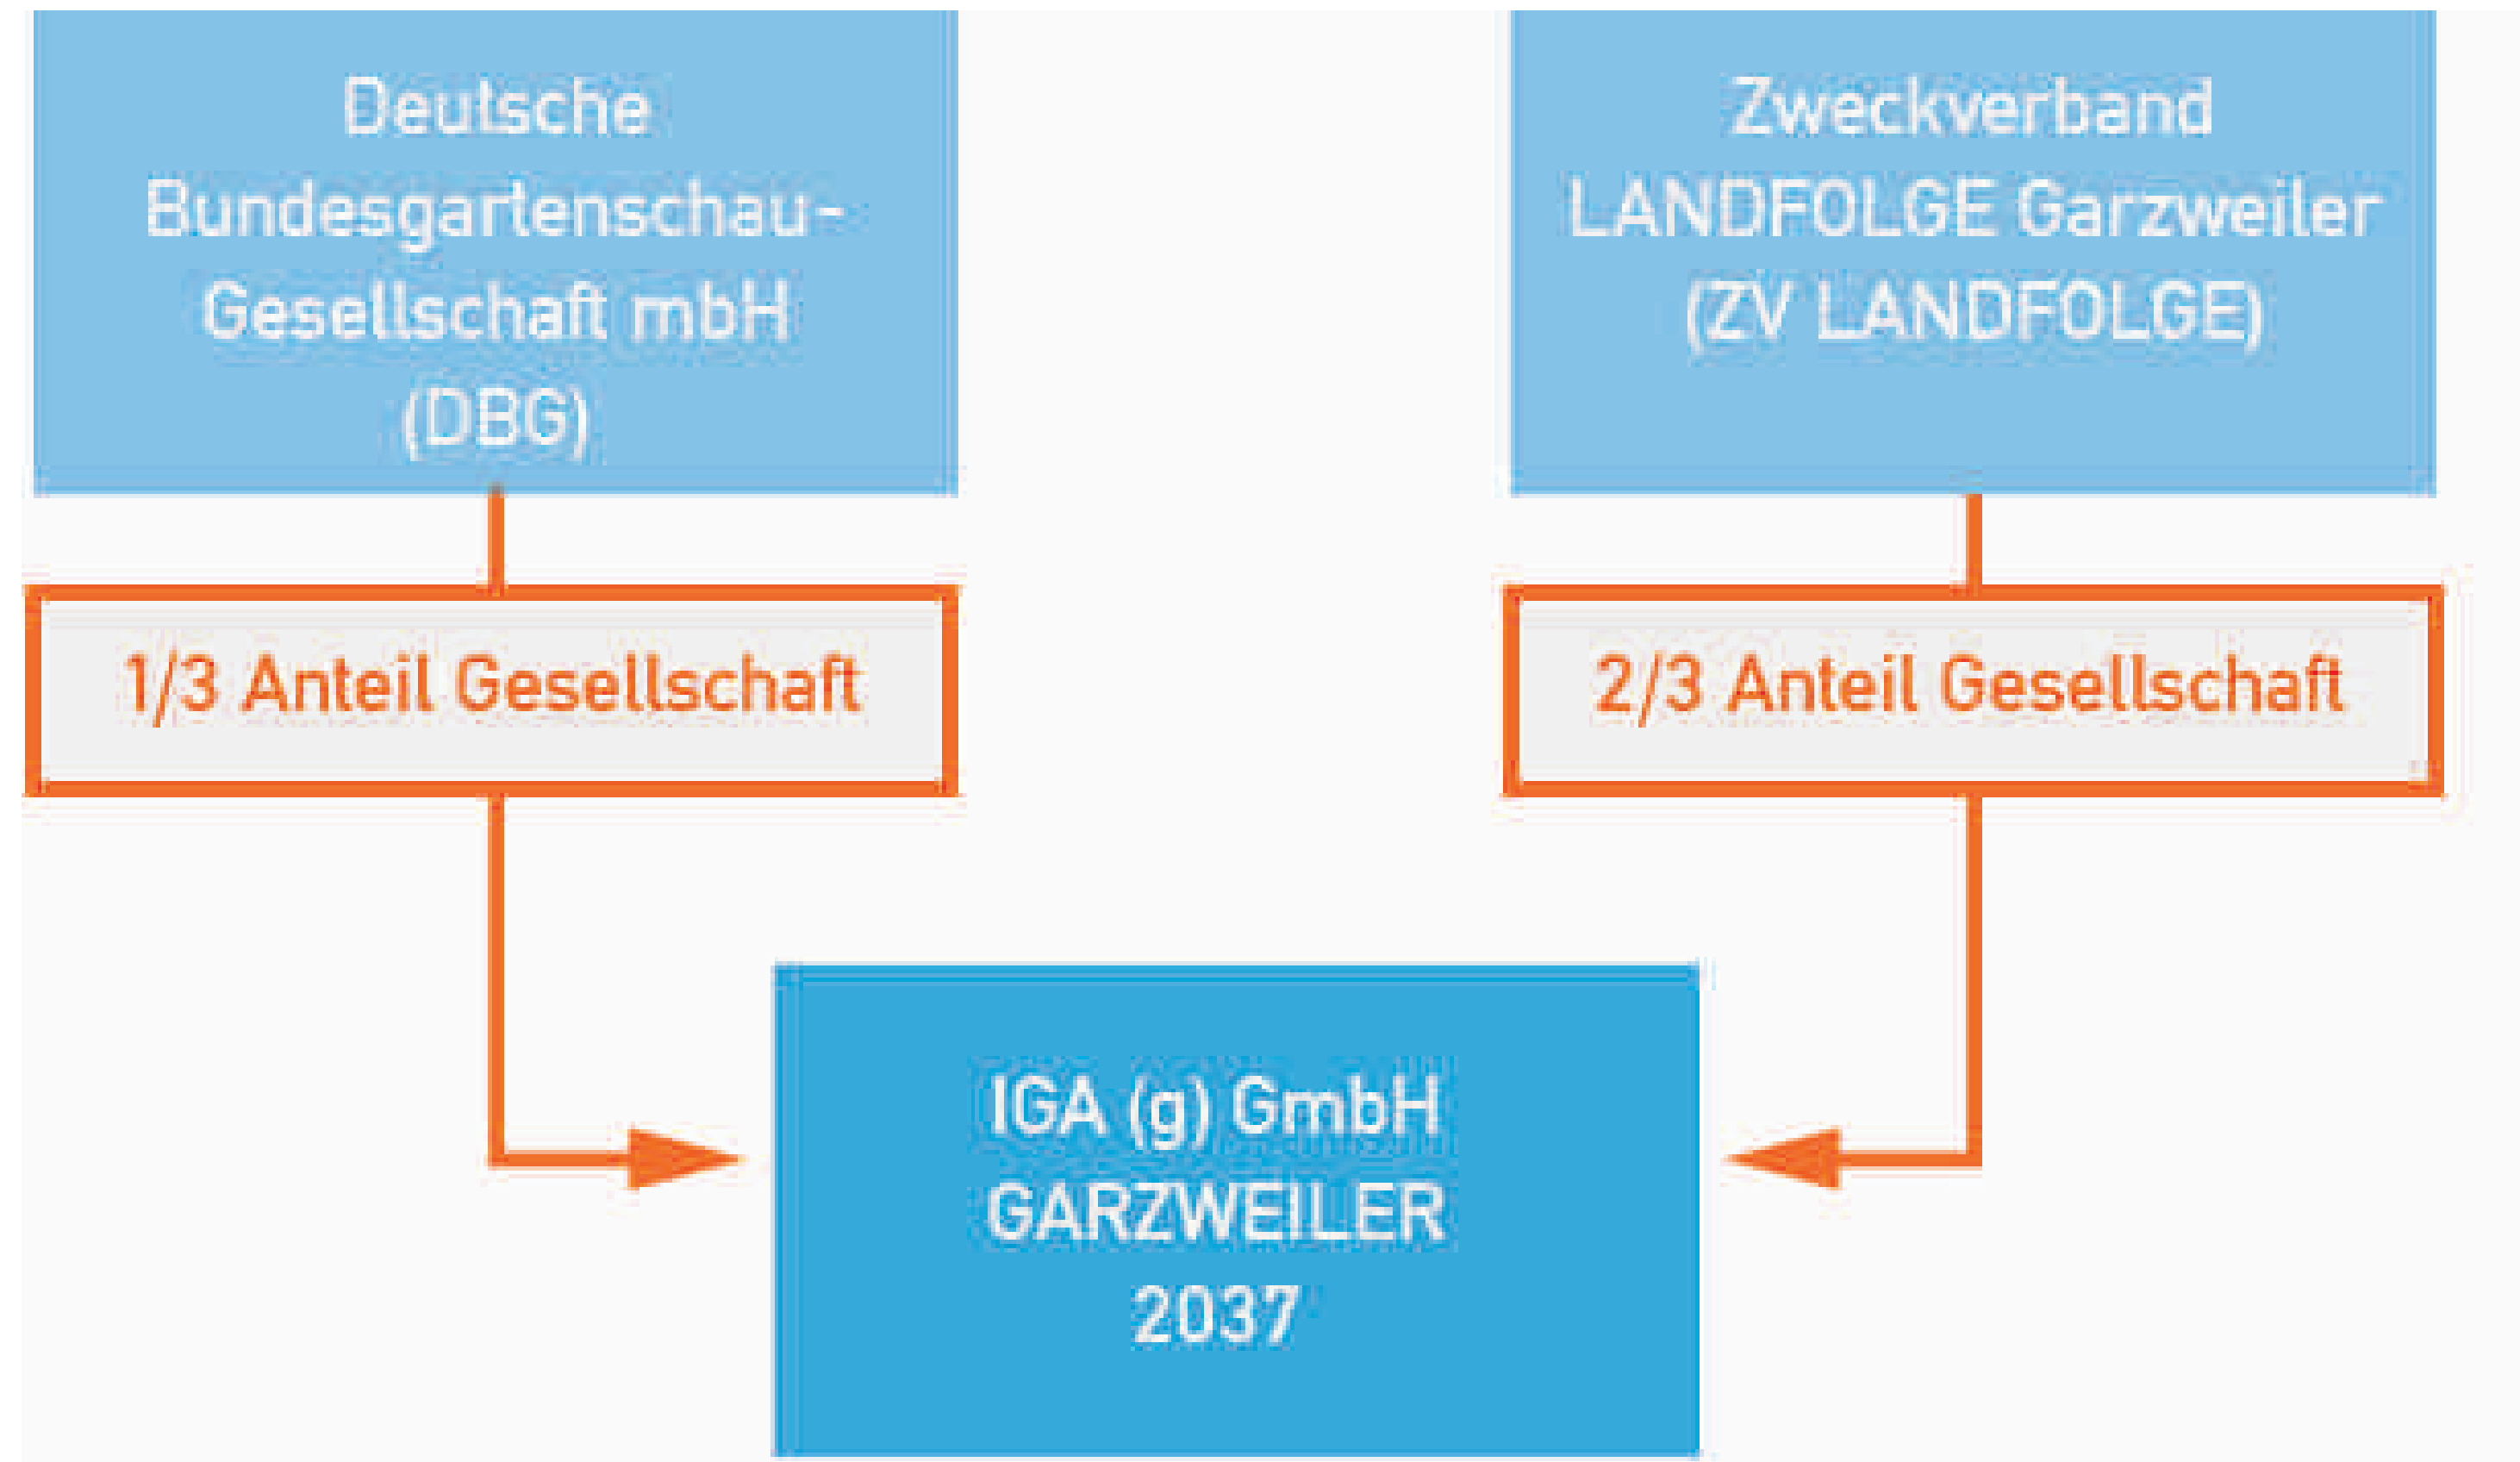 Deutsche
Bundesgartenschau-
Gesellschaft mbH
(DBG)
Zweckverband
LANDFOLGE Garzweiler
(ZV LANDFOLGE)
1/3 Anteil Gesellschaft
2/3 Anteil Gesellschaft
IGA (g) GmbH
GARZWEILER
2037